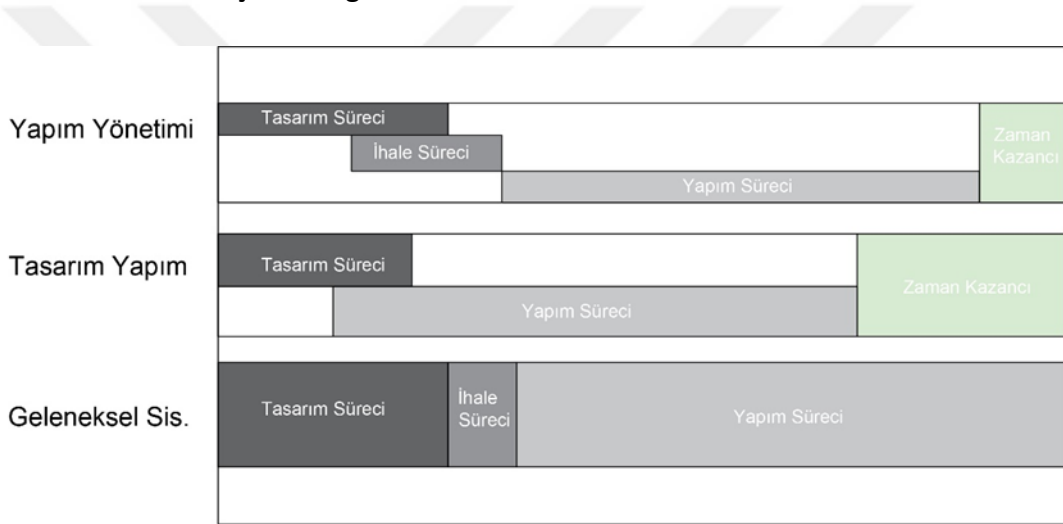 Yapım Yönetimi
Tasarım Süreci
İhale Süreci
Yapım Süreci
Zaman
Kazancı
Tasarım Yapım
Tasarım Süreci
Yapım Süreci
Zaman Kazancı
Geleneksel Sis.
Tasarım Süreci
İhale
Süreci
Yapım Süreci